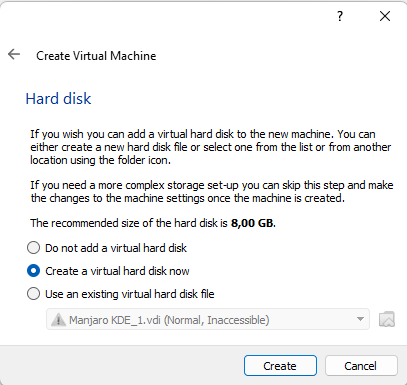 ?
Create Virtual Machine
Hard disk
If you wish you can add a virtual hard disk to the new machine. You can
either create a new hard disk file or select one from the list or from another
location using the folder icon.
If you need a more complex storage set-up you can skip this step and make
the changes to the machine settings once the machine is created.
The recommended size of the hard disk is 8,00 GB.
Do not add a virtual hard disk
Create a virtual hard disk now
Use an existing virtual hard disk file
Manjaro KDE_1.vdi (Normal, Inaccessible)
Create Cancel